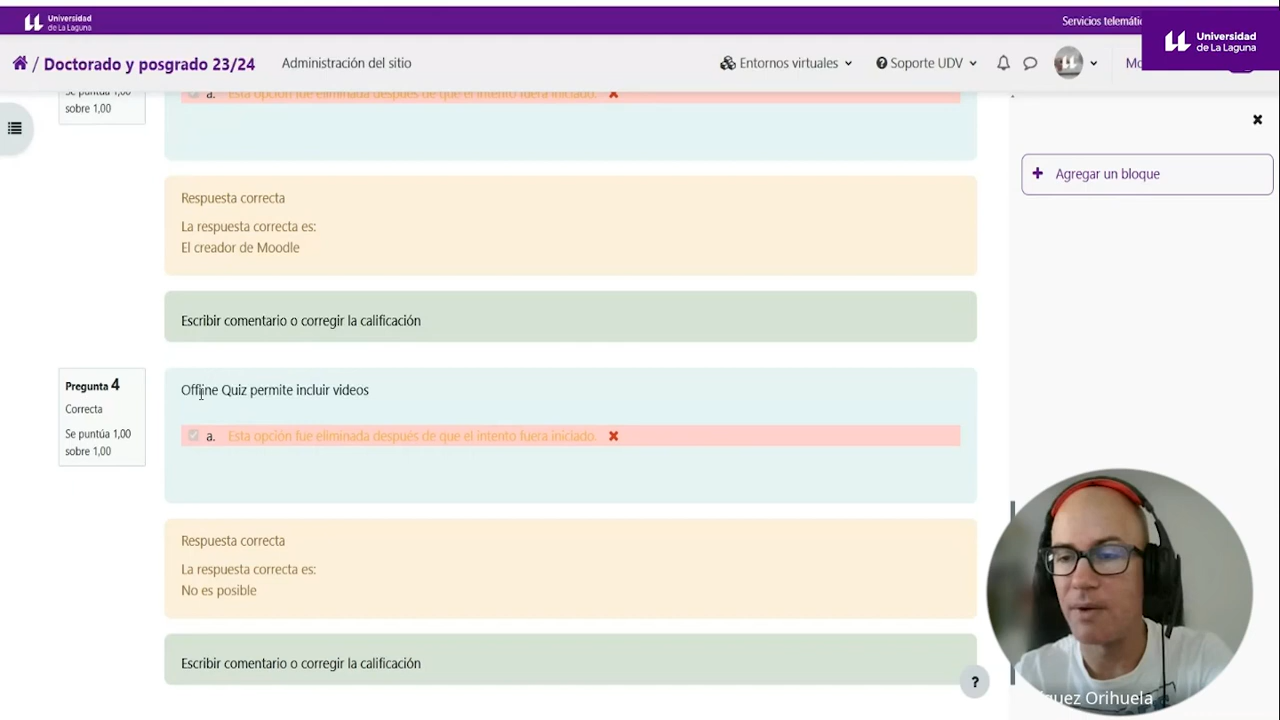 Universidad
de La Laguna
Servicios telemátic
Universidad
de La Laguna
/ Doctorado y posgrado 23/24
Administración del sitio
Entornos virtuales
Soporte UDV
Mo
Se puntúa 1,00
sobre 1,00
a. Esta opción fue eliminada después de que el intento fuera iniciado.
Agregar un bloque
Respuesta correcta
La respuesta correcta es:
El creador de Moodle
Escribir comentario o corregir la calificación
Pregunta 4
Correcta
Se puntúa 1,00
sobre 1,00
Offline Quiz permite incluir videos
a. Esta opción fue eliminada después de que el intento fuera iniciado.
Respuesta correcta
La respuesta correcta es:
No es posible
Escribir comentario o corregir la calificación
?
quez Orihuela